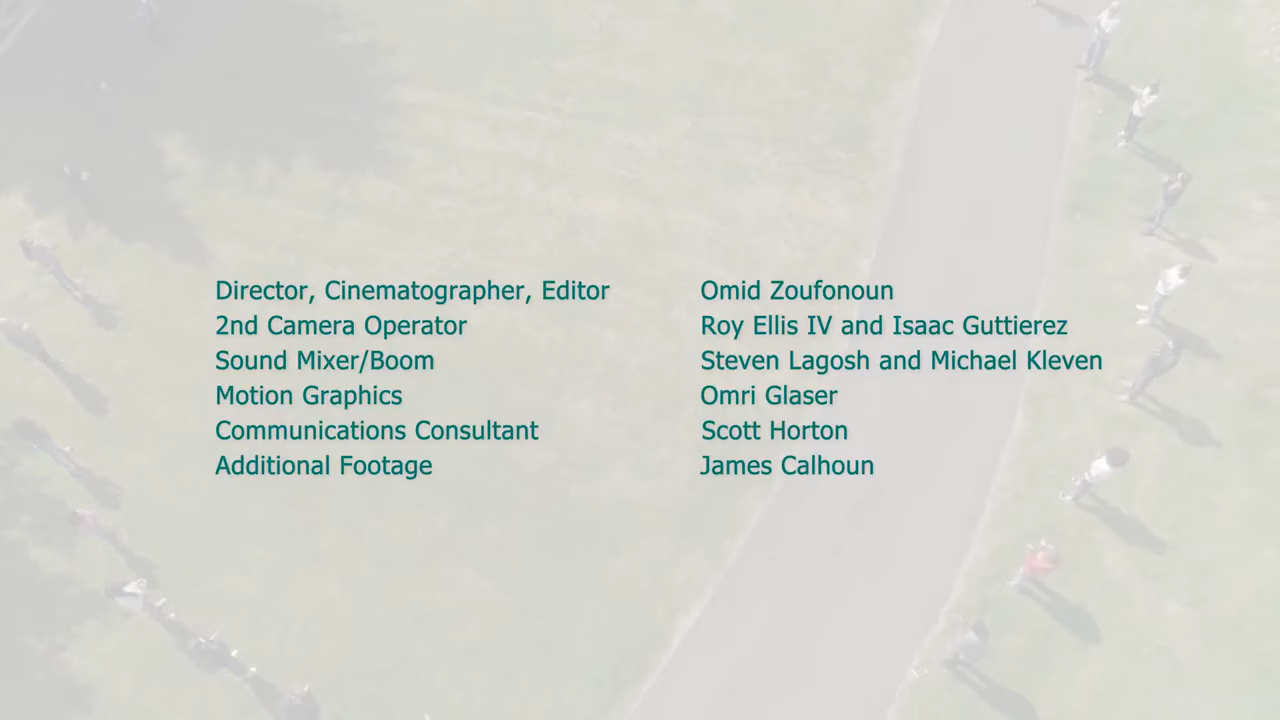 Director, Cinematographer, Editor Omid Zoufonoun
2nd Camera Operator Roy Ellis IV and Isaac Guttierez
Sound Mixer/Boom Steven Lagosh and Michael Kleven
Motion Graphics Omri Glaser
Communications Consultant Scott Horton
Additional Footage James Calhoun